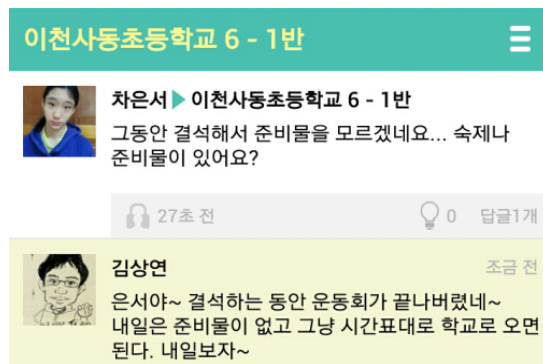 이천사동초등학교 6 - 1반
차은서▶이천사동초등학교 6 - 1반
그동안 결석해서 준비물을 모르겠네요... 숙제나
준비물이 있어요?
27초 전
0
답글1개
김상연
조금 전
은서야~ 결석하는 동안 운동회가 끝나버렸네~
내일은 준비물이 없고 그냥 시간표대로 학교로 오면
된다. 내일보자~